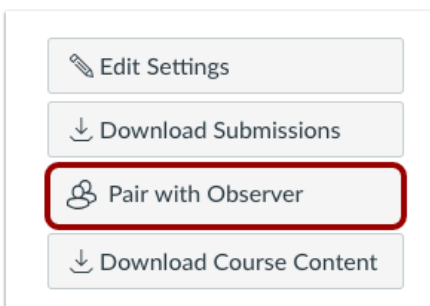 Edit Settings
Download Submissions
Pair with Observer
Download Course Content